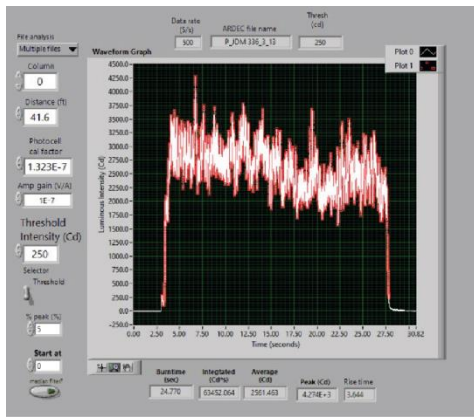 File analysis
Multiple files
Column
0
Distance (ft)
41.6
Photocell
cal factor
1.323E-7
Amp gain (V/A)
1E-7
Threshold
Intensity (Cd)
250
Selector
Threshold
% peak (%)
5
Start at
0
median filter?
Data rate
(S/s)
500
ARDEC file name
P_JDM 336_3_13
Thresh
(Cd)
250
Waveform Graph
Plot 0
Plot 1
Luminous Intensity (Cd)
4500.0
4250.0
4000.0
3750.0
3500.0
3250.0
3000.0
2750.0
2500.0
2250.0
2000.0
1750.0
1500.0
1250.0
1000.0
750.0
500.0
250.0
0.0
-250.0
0.00 2.50 5.00 7.50 10.00 12.50 15.00 17.50 20.00 22.50 25.00 27.50 30.82
Time (seconds)
Burntime
(sec)
24.770
Integrated
(Cd*s)
63452.064
Average
(Cd)
2561.463
Peak (Cd)
4.274E+3
Rise time
3.644